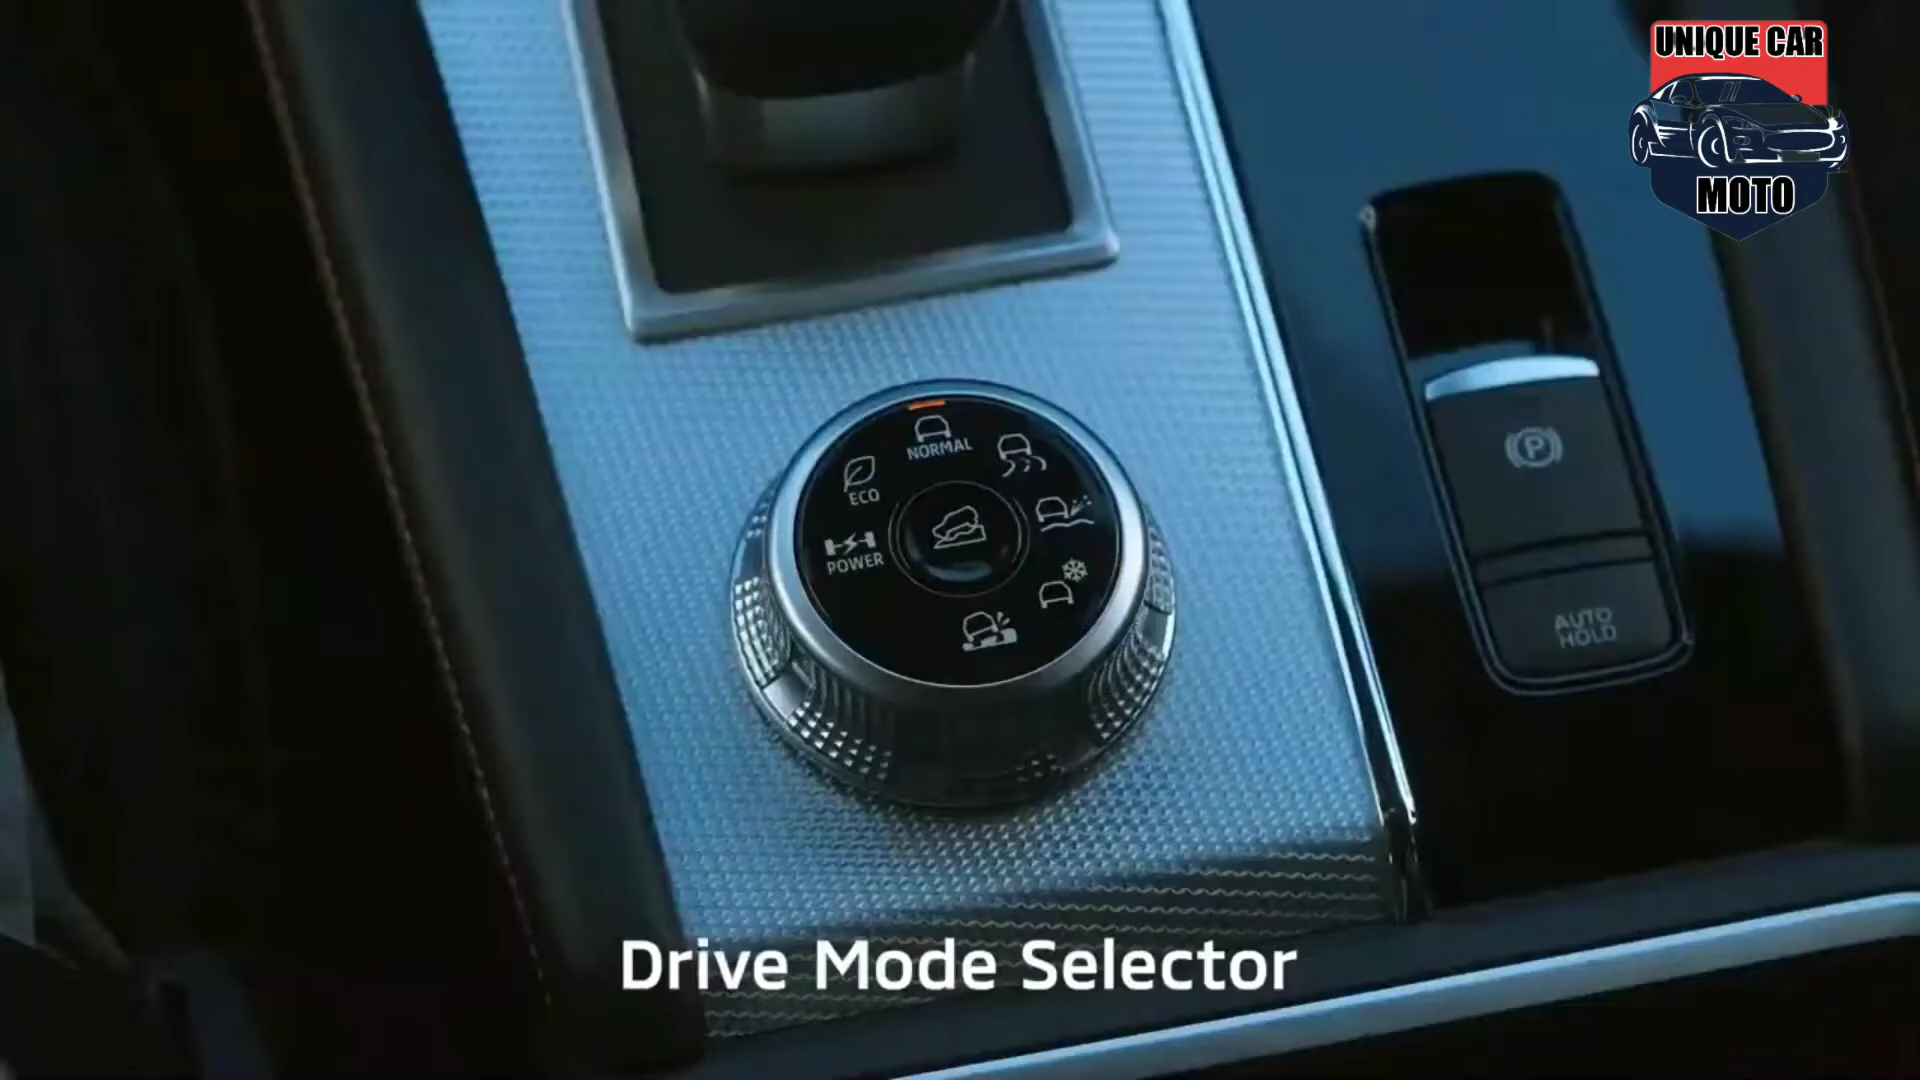 UNIQUE CAR
MOTO
NORMAL
ECO
POWER
P
AUTO
HOLD
Drive Mode Selector